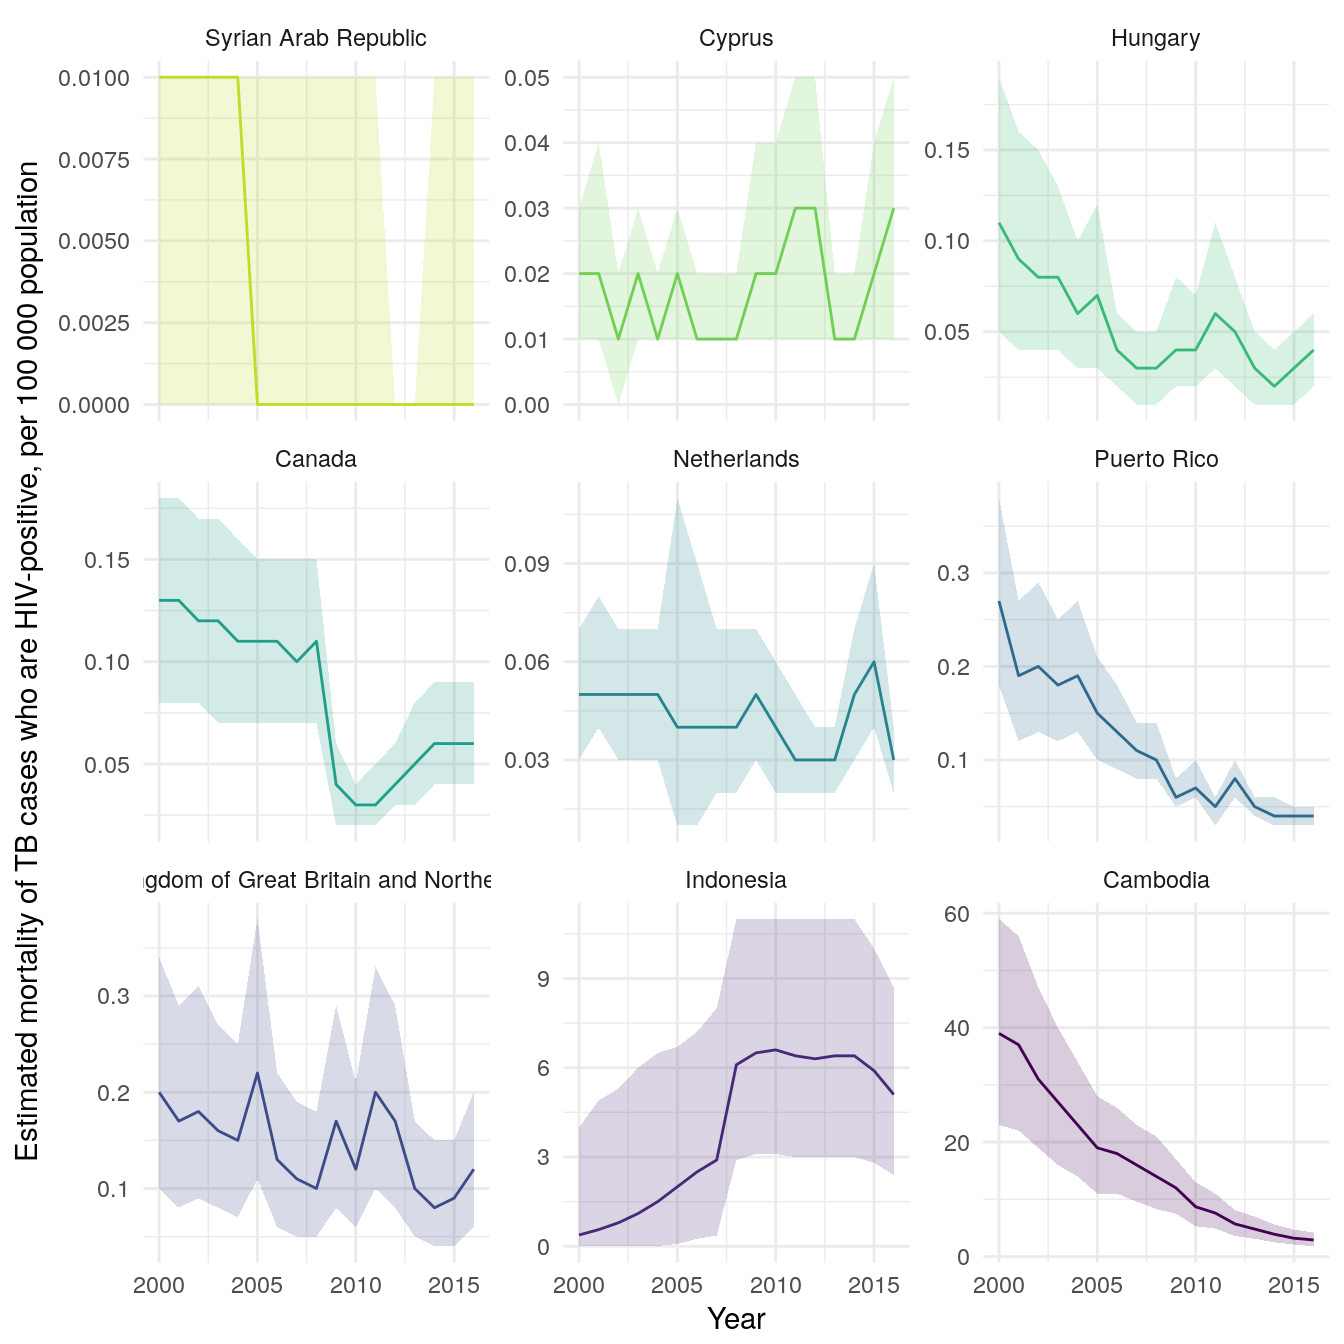 Estimated mortality of TB cases who are HIV-positive, per 100 000 population
Syrian Arab Republic
0.0100
0.0075
0.0050
0.0025
0.0000
Cyprus
0.05
0.04
0.03
0.02
0.01
0.00
Hungary
0.15
0.10
0.05
Canada
0.15
0.10
0.05
Netherlands
0.09
0.06
0.03
Puerto Rico
0.3
0.2
0.1
gdom of Great Britain and Northe
0.3
0.2
0.1
2000 2005 2010 2015
Indonesia
9
6
3
0
2000 2005 2010 2015
Cambodia
60
40
20
0
2000 2005 2010 2015
Year